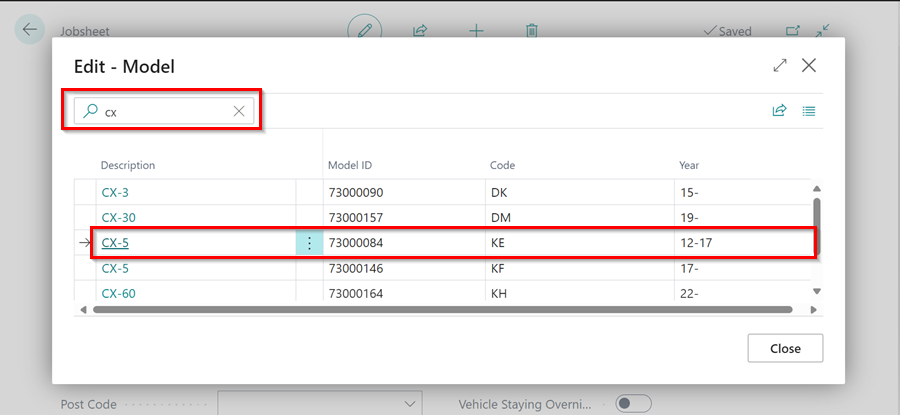 Jobsheet
Saved
Edit - Model
cx
Description Model ID Code Year
CX-3 73000090 DK 15-
CX-30 73000157 DM 19-
CX-5 73000084 KE 12-17
CX-5 73000146 KF 17-
CX-60 73000164 KH 22-
Close
Post Code Vehicle Staying Overni...